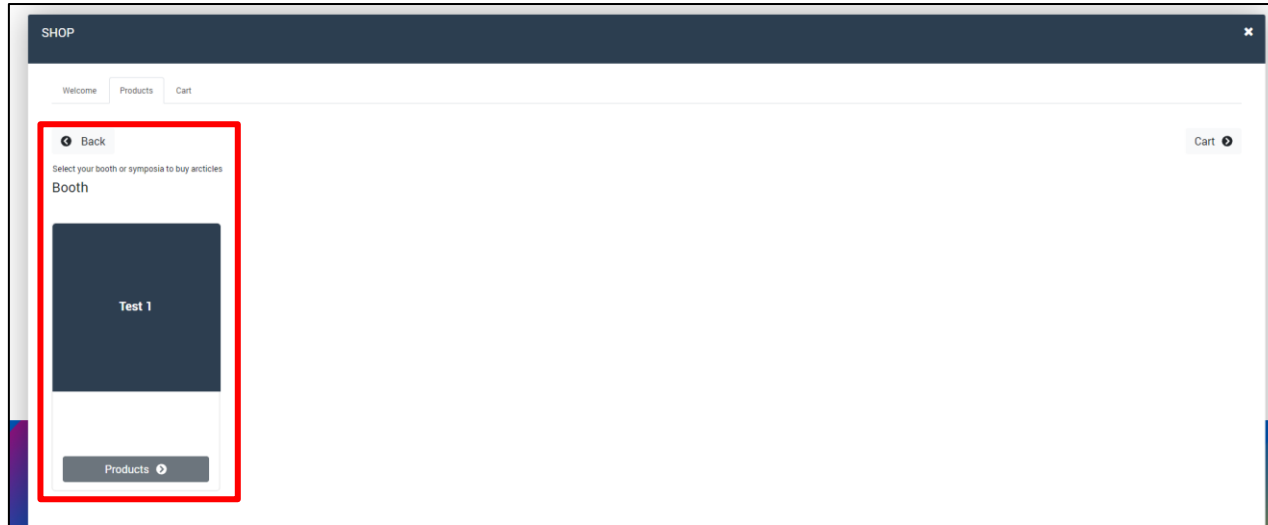 SHOP
Welcome Products Cart
Back
Cart
Select your booth or symposia to buy arcticles
Booth
Test 1
Products